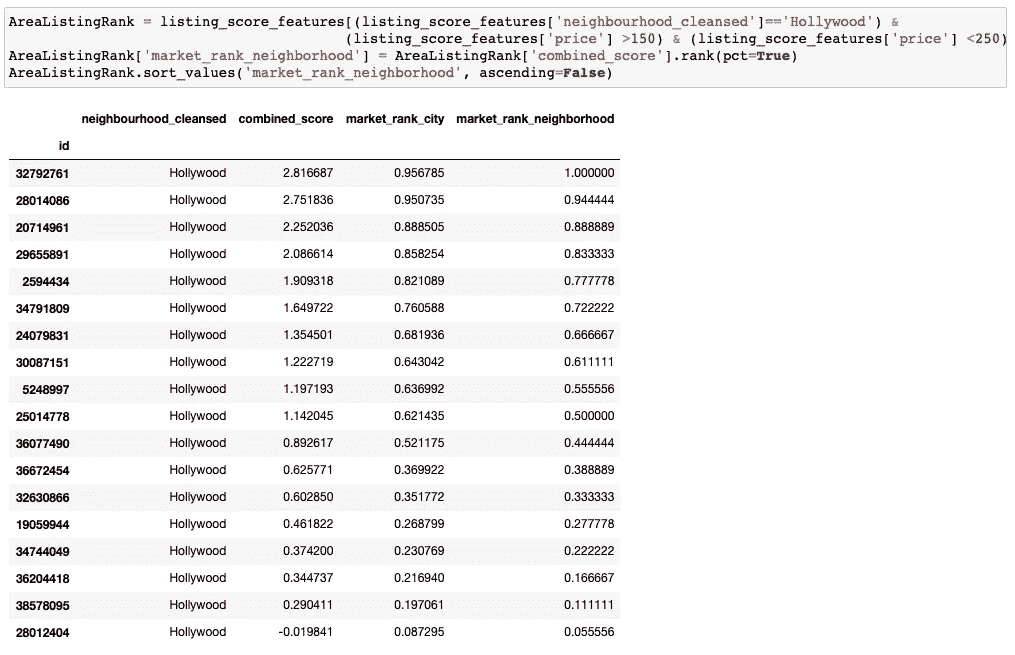 AreaListingRank = listing_score_features[(listing_score_features['neighbourhood_cleansed']=='Hollywood') &
(listing_score_features['price'] >150) & (listing_score_features['price'] <250)
AreaListingRank['market_rank_neighborhood'] = AreaListingRank['combined_score'].rank(pct=True)
AreaListingRank.sort_values('market_rank_neighborhood', ascending=False)
neighbourhood_cleansed combined_score market_rank_city market_rank_neighborhood
id
32792761 Hollywood 2.816687 0.956785 1.000000
28014086 Hollywood 2.751836 0.950735 0.944444
20714961 Hollywood 2.252036 0.888505 0.888889
29655891 Hollywood 2.086614 0.858254 0.833333
2594434 Hollywood 1.909318 0.821089 0.777778
34791809 Hollywood 1.649722 0.760588 0.722222
24079831 Hollywood 1.354501 0.681936 0.666667
30087151 Hollywood 1.222719 0.643042 0.611111
5248997 Hollywood 1.197193 0.636992 0.555556
25014778 Hollywood 1.142045 0.621435 0.500000
36077490 Hollywood 0.892617 0.521175 0.444444
36672454 Hollywood 0.625771 0.369922 0.388889
32630866 Hollywood 0.602850 0.351772 0.333333
19059944 Hollywood 0.461822 0.268799 0.277778
34744049 Hollywood 0.374200 0.230769 0.222222
36204418 Hollywood 0.344737 0.216940 0.166667
38578095 Hollywood 0.290411 0.197061 0.111111
28012404 Hollywood -0.019841 0.087295 0.055556